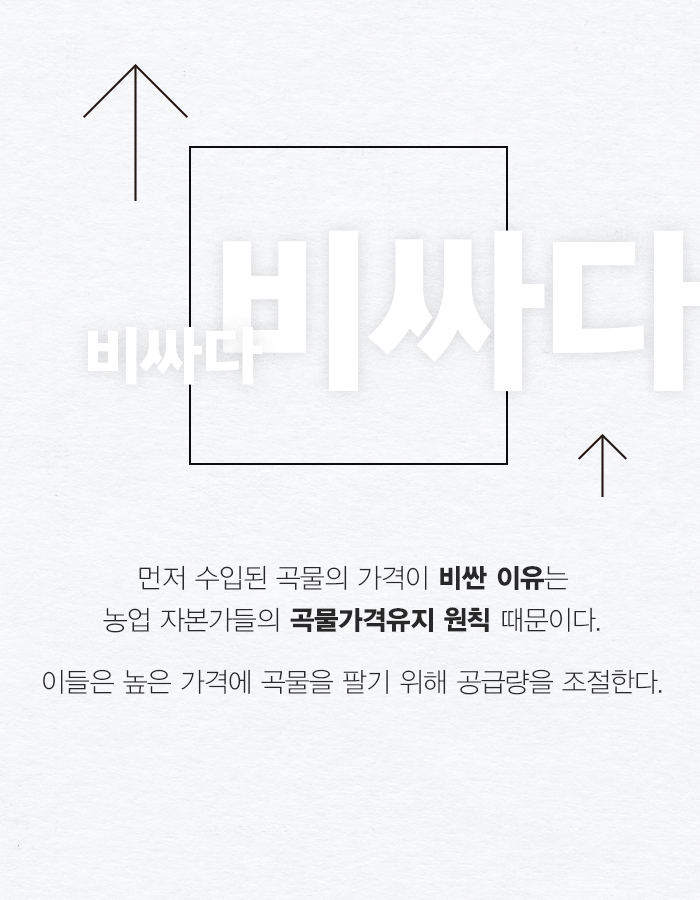 비싸다
비싸다
먼저 수입된 곡물의 가격이 비싼 이유는
농업 자본가들의 곡물가격유지 원칙 때문이다.
이들은 높은 가격에 곡물을 팔기 위해 공급량을 조절한다.